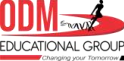 ODM
EDUCATIONAL GROUP
Changing your Tomorrow